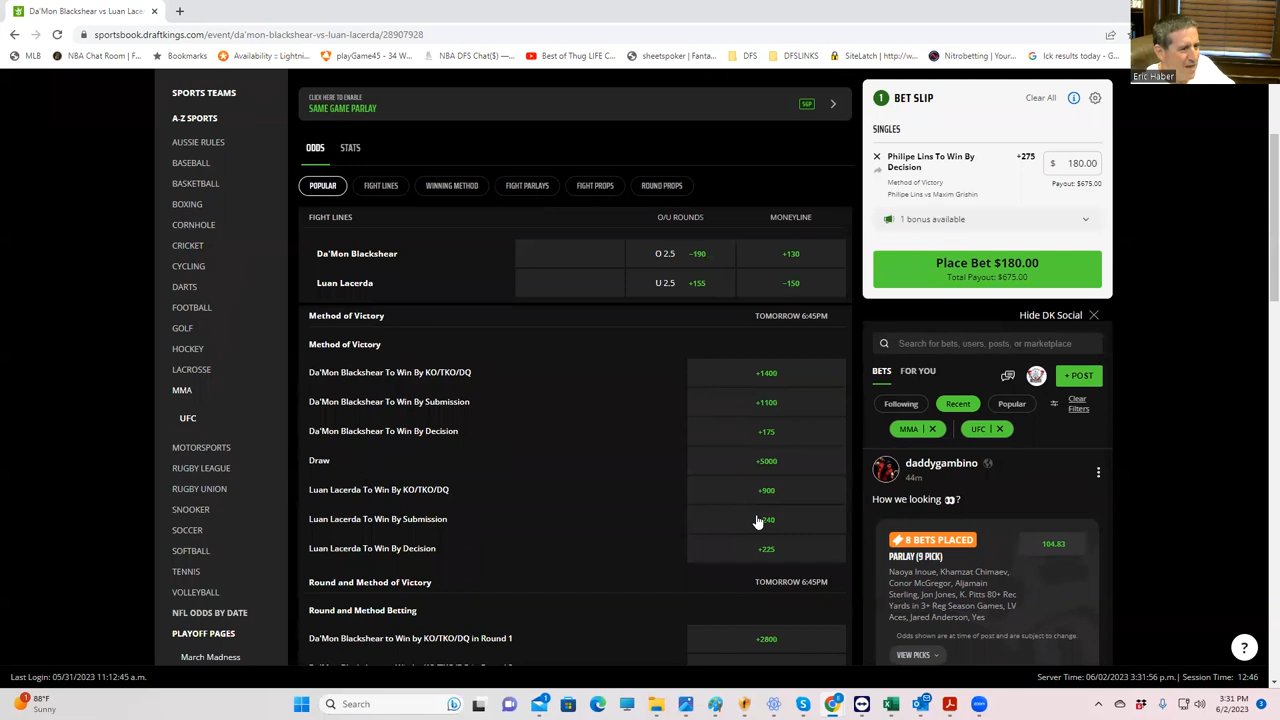 Da'Mon Blackshear vs Luan Lace
sportsbook.draftkings.com/event/da'mon-blackshear-vs-luan-lacerda/28907928
MLB
NBA Chat Room | F...
Bookings
Availability :: Lightni...
playGame45 - 3 - T...
NBA DFS Chat($) -...
Best of Thug LIFE C...
sheetspoker | Twitt...
DFS
DFSLINKS
SiteLatch | http://w...
Nitrobetting | Your...
Ick results today - G...
Eric Haber
SPORTS TEAMS
A-Z SPORTS
AUSSIE RULES
BASEBALL
BASKETBALL
BOXING
CORNHOLE
CRICKET
CYCLING
DARTS
FOOTBALL
GOLF
HOCKEY
LACROSSE
MMA
UFC
MOTORSPORTS
RUGBY LEAGUE
RUGBY UNION
SNOOKER
SOCCER
SOFTBALL
TENNIS
VOLLEYBALL
NFL ODDS BY DATE
PLAYOFF PAGES
March Madness
CLICK HERE TO ENABLE
SAME GAME PARLAY
SGP
ODDS STATS
POPULAR FIGHT LINES WINNING METHOD FIGHT PARLAYS FIGHT PROPS ROUND PROPS
FIGHT LINES O/U ROUNDS MONEYLINE
Da'Mon Blackshear O 2.5 −190 +130
Luan Lacerda U 2.5 +155 −150
Method of Victory TOMORROW 6:45PM
Method of Victory
Da'Mon Blackshear To Win By KO/TKO/DQ +1400
Da'Mon Blackshear To Win By Submission +1100
Da'Mon Blackshear To Win By Decision +175
Draw +5000
Luan Lacerda To Win By KO/TKO/DQ +900
Luan Lacerda To Win By Submission 240
Luan Lacerda To Win By Decision +225
Round and Method of Victory TOMORROW 6:45PM
Round and Method Betting
Da'Mon Blackshear to Win by KO/TKO/DQ in Round 1 +2800
1 BET SLIP Clear All
SINGLES
Philipe Lins To Win By Decision +275 $ 180.00
Payout: $675.00
Method of Victory
Philipe Lins vs Maxim Grishin
1 bonus available
Place Bet $180.00
Total Payout: $675.00
Hide DK Social
Search for bets, users, posts, or marketplace
BETS FOR YOU + POST
Following Recent Popular Clear Filters
MMA UFC
daddygambino
44m
How we looking 👀?
8 BETS PLACED 104.83
PARLAY (9 PICK)
Naoya Inoue, Khamzat Chimaev,
Conor McGregor, Aljamain
Sterling, Jon Jones, K. Pitts 80+ Rec
Yards in 3+ Reg Season Games, LV
Aces, Jared Anderson, Yes
Odds shown are at time of post and are subject to change.
VIEW PICKS
?
Last Login: 05/31/2023 11:12:45 a.m.
Server Time: 06/02/2023 3:31:56 p.m.| Session Time: 12:46
88°F
Sunny
Search
3:31 PM
6/2/2023
3